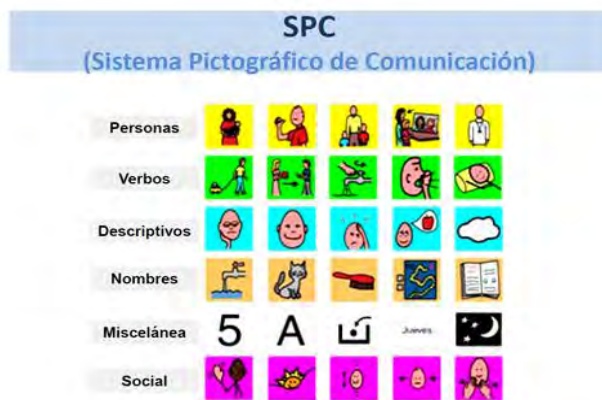 SPC
(Sistema Pictográfico de Comunicación)
Personas
Verbos
Descriptivos
Nombres
Miscelánea 5 A Jueves
Social